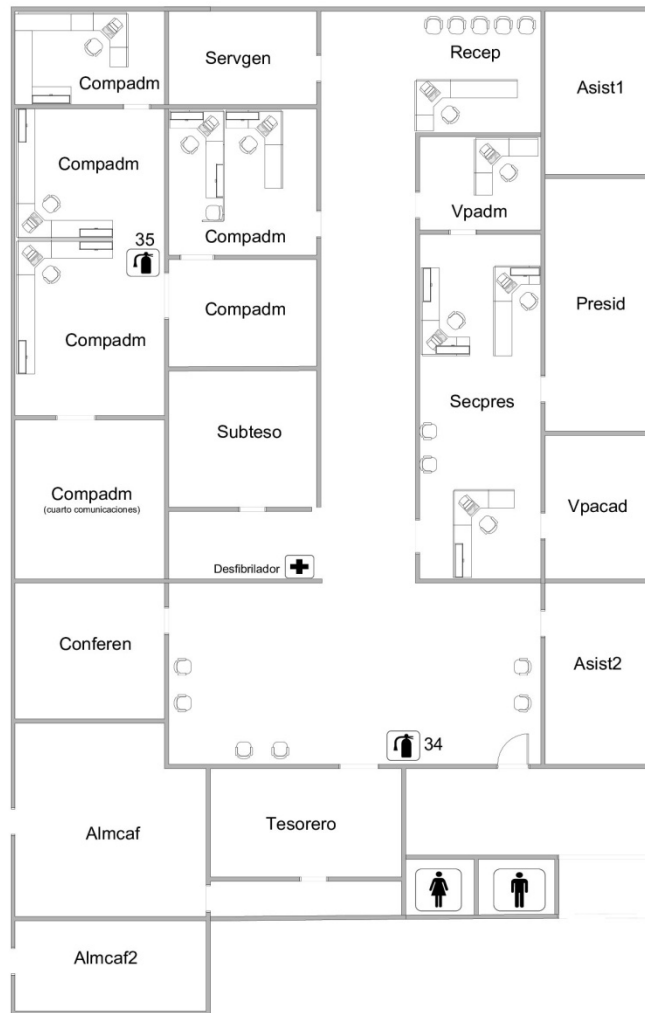 Recep
Servgen
Asist1
Compadm
Compadm
Vpadm
Compadm
35
Compadm
Presid
Compadm
Secpres
Subteso
Compadm
(cuarto comunicaciones)
Vpacad
Desfibrilador
Conferen
Asist2
34
Tesorero
Almcaf
Almcaf2